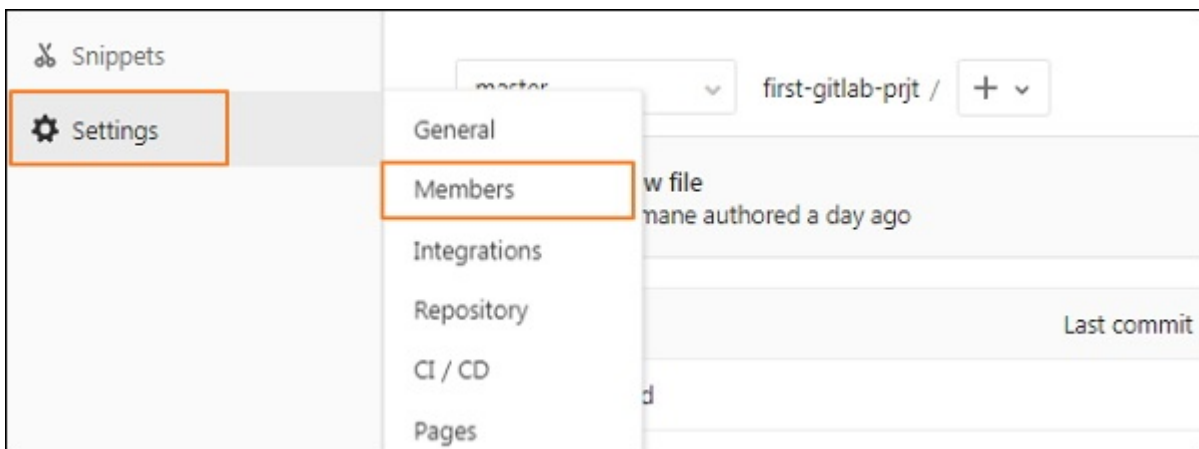 Snippets
Settings
master
first-gitlab-prjt /
General
Members
Integrations
Repository
CI / CD
Pages
w file
mane authored a day ago
Last commit
d